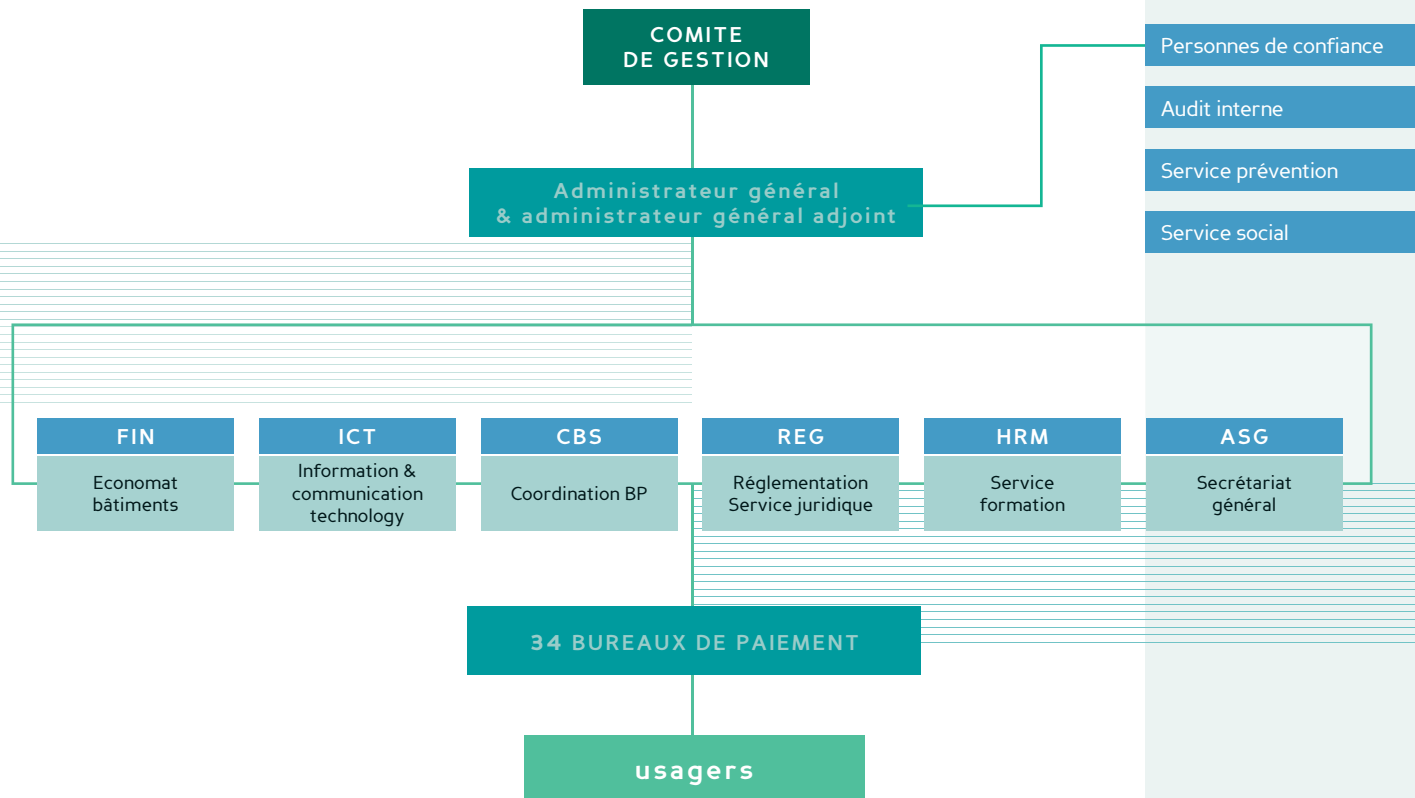 COMITE
DE GESTION
Personnes de confiance
Audit interne
Service prévention
Service social
Administrateur général
& administrateur général adjoint
FIN
Economat
bâtiments
ICT
Information &
communication
technology
CBS
Coordination BP
REG
Réglementation
Service juridique
HRM
Service
formation
ASG
Secrétariat
général
34 BUREAUX DE PAIEMENT
usagers